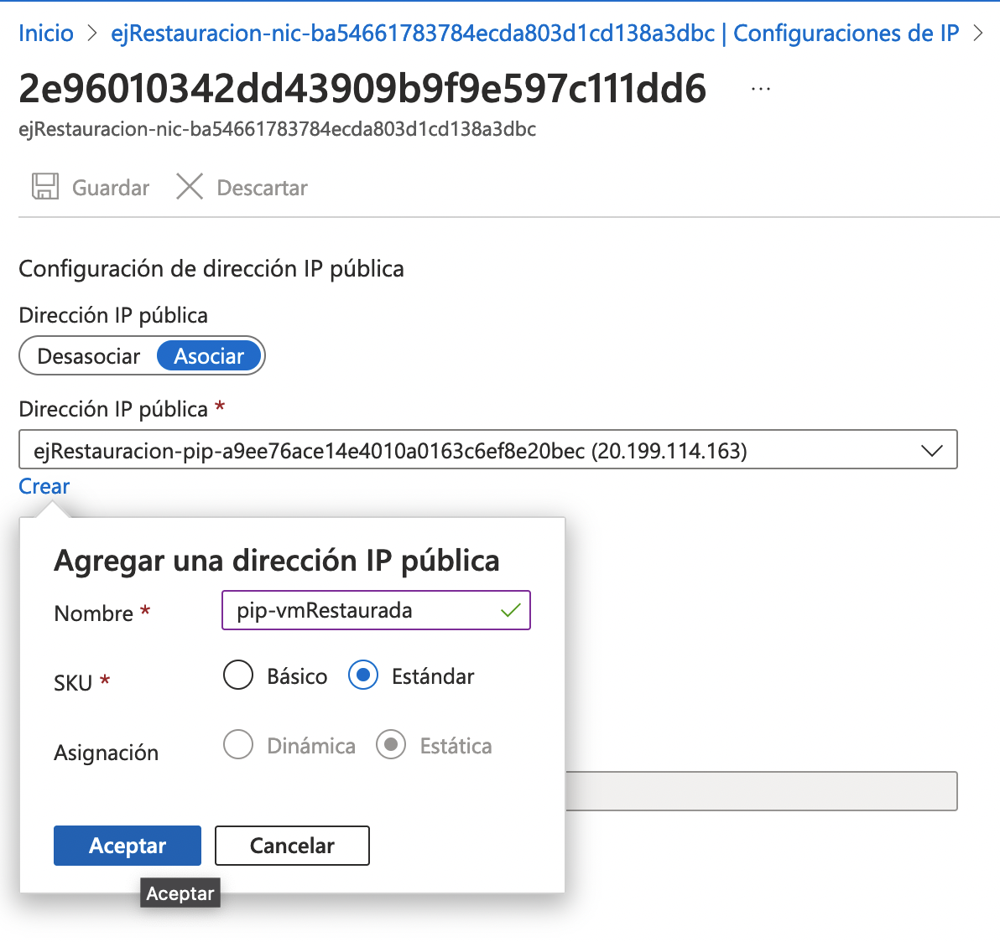 Inicio > ejRestauracion-nic-ba54661783784ecda803d1cd138a3dbc | Configuraciones de IP >
2e96010342dd43909b9f9e597c111dd6 ...
ejRestauracion-nic-ba54661783784ecda803d1cd138a3dbc
Guardar Descartar
Configuración de dirección IP pública
Dirección IP pública
Desasociar Asociar
Dirección IP pública *
ejRestauracion-pip-a9ee76ace14e4010a0163c6ef8e20bec (20.199.114.163)
Crear
Agregar una dirección IP pública
Nombre * pip-vmRestaurada
SKU * Básico Estándar
Asignación Dinámica Estática
Aceptar Cancelar
Aceptar